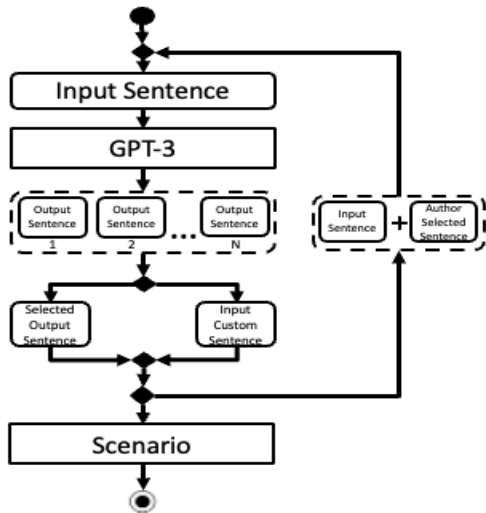 Input Sentence
GPT-3
Output
Sentence
1
Output
Sentence
2
...
Output
Sentence
N
Input
Sentence
+
Author
Selected
Sentence
Selected
Output
Sentence
Input
Custom
Sentence
Scenario